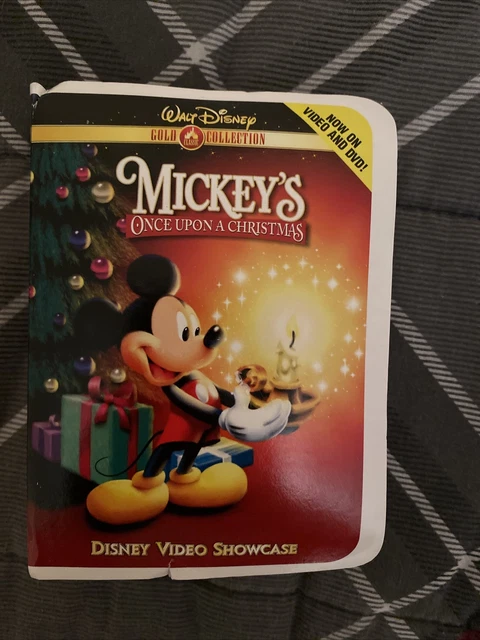 WALT DISNEY
GOLD COLLECTION
NOW ON
VIDEO AND DVD!
MICKEY'S
ONCE UPON A CHRISTMAS
DISNEY VIDEO SHOWCASE